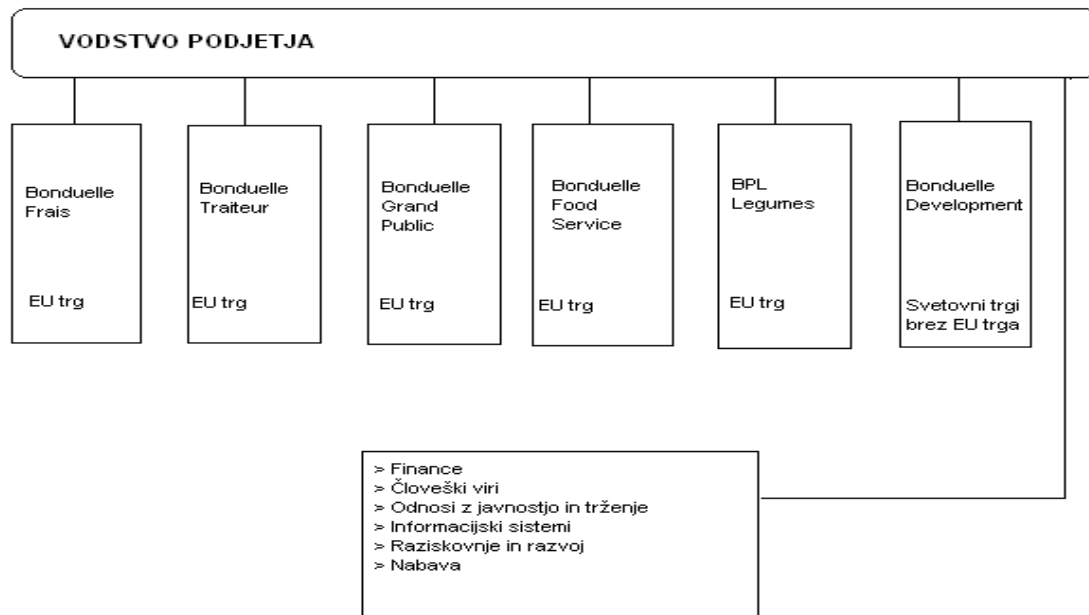 VODSTVO PODJETJA
Bonduelle
Frais
EU trg
Bonduelle
Traiteur
EU trg
Bonduelle
Grand
Public
EU trg
Bonduelle
Food
Service
EU trg
BPL
Legumes
EU trg
Bonduelle
Development
Svetovni trgi
brez EU trga
> Finance
> Človeški viri
> Odnosi z javnostjo in trženje
> Informacijski sistemi
> Raziskovnje in razvoj
> Nabava